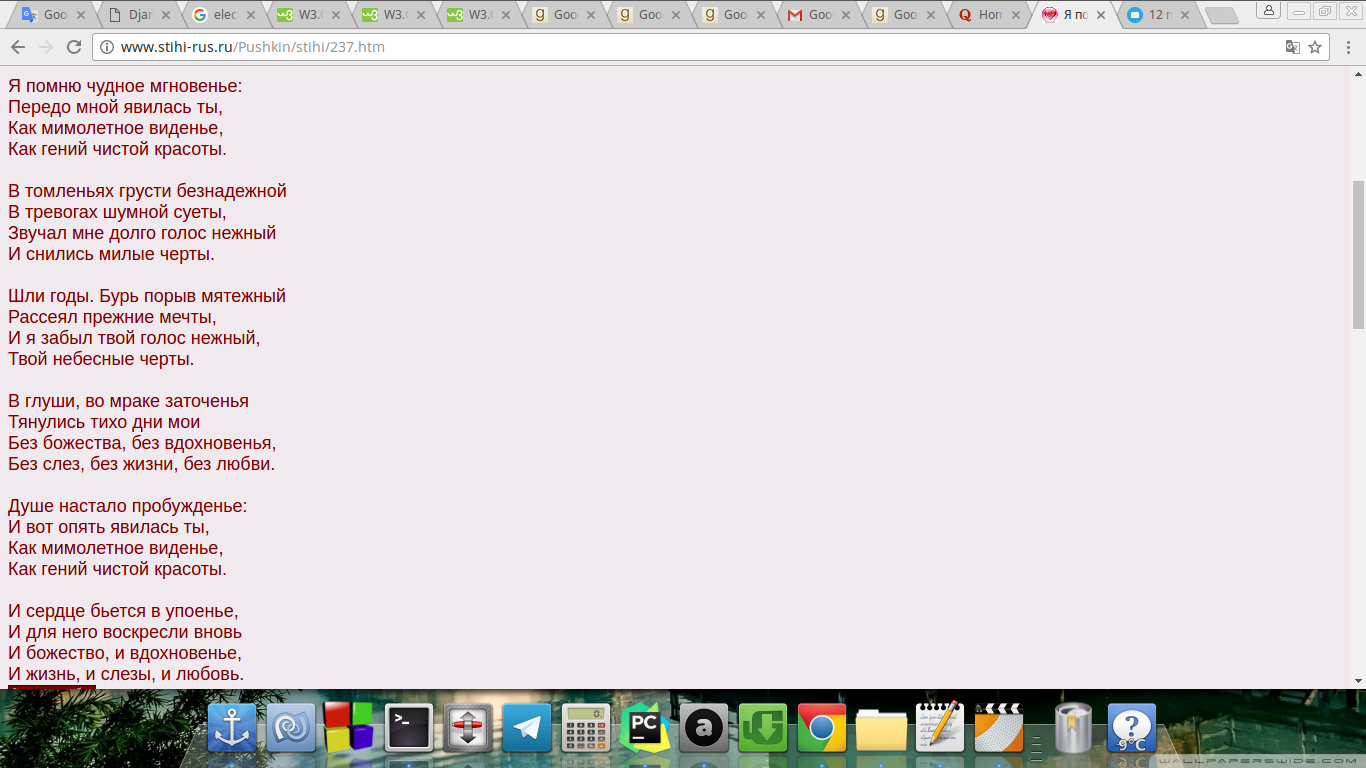 Goo
Djar
elec
W3.
W3.
W3.
Goo
Goo
Goo
Goo
Goo
Hom
Я по
12 п
www.stihi-rus.ru/Pushkin/stihi/237.htm
Я помню чудное мгновенье:
Передо мной явилась ты,
Как мимолетное виденье,
Как гений чистой красоты.
В томленьях грусти безнадежной
В тревогах шумной суеты,
Звучал мне долго голос нежный
И снились милые черты.
Шли годы. Бурь порыв мятежный
Рассеял прежние мечты,
И я забыл твой голос нежный,
Твой небесные черты.
В глуши, во мраке заточенья
Тянулись тихо дни мои
Без божества, без вдохновенья,
Без слез, без жизни, без любви.
Душе настало пробужденье:
И вот опять явилась ты,
Как мимолетное виденье,
Как гений чистой красоты.
И сердце бьется в упоенье,
И для него воскресли вновь
И божество, и вдохновенье,
И жизнь, и слезы, и любовь.
PC
a
0.
?
9°C
WALLPAPERSWIDE.COM